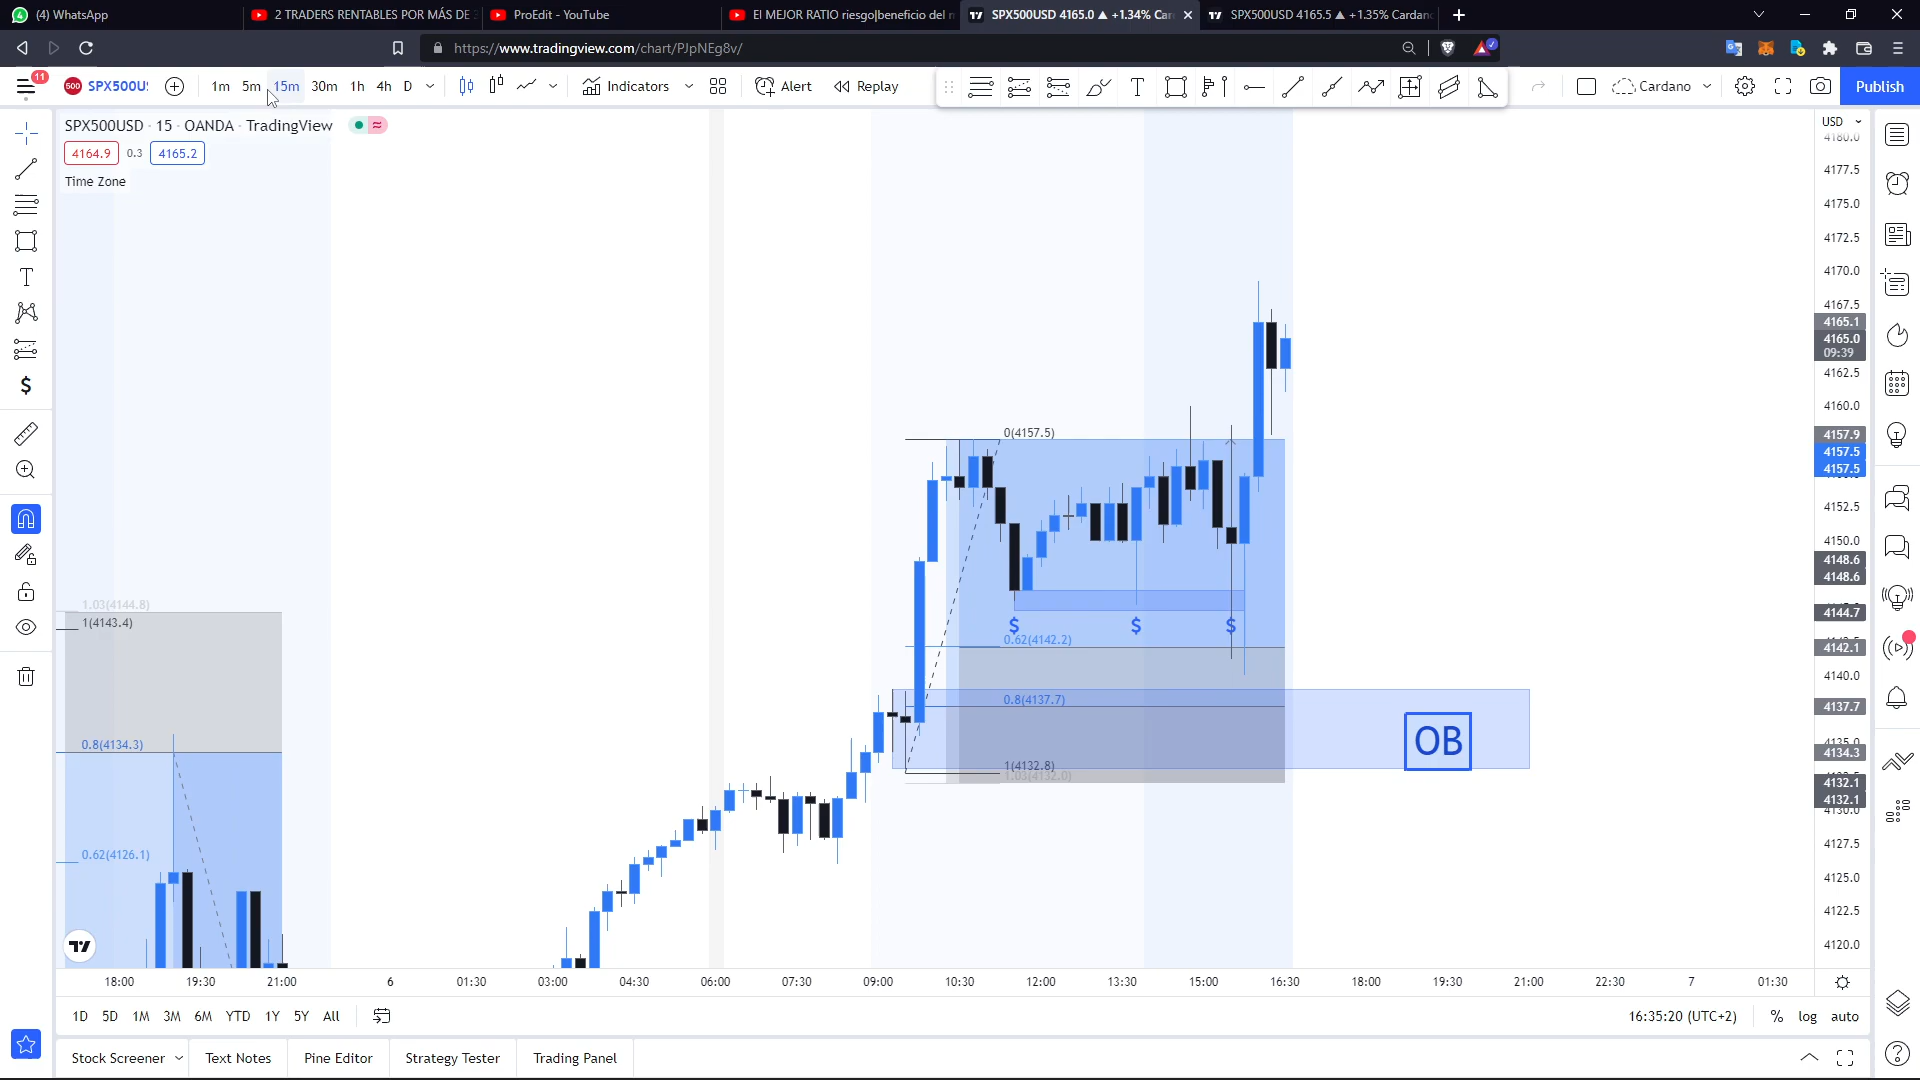 (4) WhatsApp
2 TRADERS RENTABLES POR MÁS DE
ProEdit - YouTube
El MEJOR RATIO riesgo|beneficio del
SPX500USD 4165.0 ▲ +1.34% Car
SPX500USD 4165.5 ▲ +1.35% Cardan
https://www.tradingview.com/chart/PJpNEg8v/
11
500
SPX500U
1m
5m
15m
30m
1h
4h
D
Indicators
Alert
Replay
Cardano
Publish
SPX500USD · 15 · OANDA · TradingView
4164.9
0.3
4165.2
Time Zone
USD
4180.0
4177.5
4175.0
4172.5
4170.0
4167.5
4165.1
4165.0
09:39
4162.5
4160.0
4157.9
4157.5
4157.5
4152.5
4150.0
4148.6
4148.6
4144.7
4142.1
4140.0
4137.7
4135.0
4134.3
4132.1
4132.1
4130.0
4127.5
4125.0
4122.5
4120.0
0(4157.5)
$
$
$
0.62(4142.2)
0.8(4137.7)
1(4132.8)
1.03(4132.0)
OB
1.03(4144.8)
1(4143.4)
0.8(4134.3)
0.62(4126.1)
18:00
19:30
21:00
6
01:30
03:00
04:30
06:00
07:30
09:00
10:30
12:00
13:30
15:00
16:30
18:00
19:30
21:00
22:30
7
01:30
1D
5D
1M
3M
6M
YTD
1Y
5Y
All
16:35:20 (UTC+2)
%
log
auto
Stock Screener
Text Notes
Pine Editor
Strategy Tester
Trading Panel